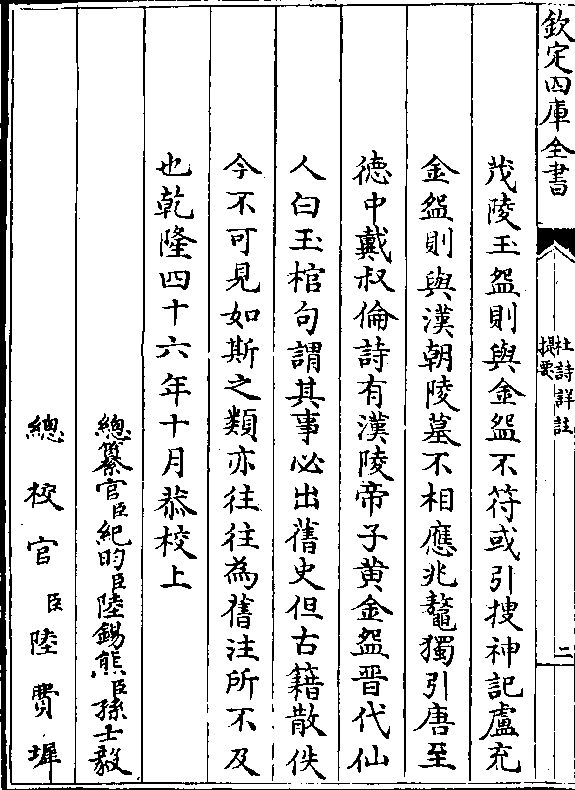 欽定四庫全書
杜詩詳註
提要
二
茂陵玉盌則與金盌不符或引搜神記盧充
金盌則與漢朝陵墓不相應兆鼇獨引唐至
德中戴叔倫詩有漢陵帝子黄金盌晋代仙
人白玉棺句謂其事必出舊史但古籍散佚
今不可見如斯之類亦往往為舊注所不及
也乾隆四十六年十月恭校上
總纂官臣紀昀臣陸錫熊臣孫士毅
總校官臣陸費墀